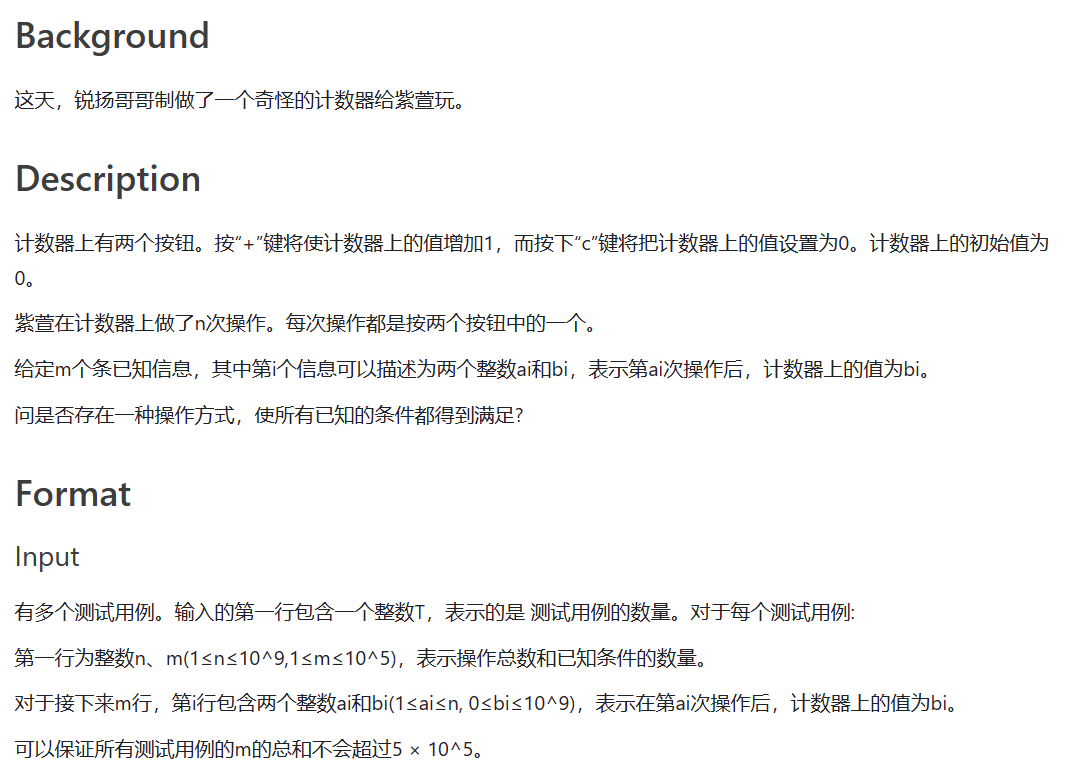 Background
这天，锐扬哥哥制做了一个奇怪的计数器给紫萱玩。
Description
计数器上有两个按钮。按“+”键将使计数器上的值增加1，而按下“c”键将把计数器上的值设置为0。计数器上的初始值为
0。
紫萱在计数器上做了n次操作。每次操作都是按两个按钮中的一个。
给定m个条已知信息，其中第i个信息可以描述为两个整数ai和bi，表示第ai次操作后，计数器上的值为bi。
问是否存在一种操作方式，使所有已知的条件都得到满足?
Format
Input
有多个测试用例。输入的第一行包含一个整数T，表示的是 测试用例的数量。对于每个测试用例:
第一行为整数n、m(1≤n≤10^9,1≤m≤10^5)，表示操作总数和已知条件的数量。
对于接下来m行，第i行包含两个整数ai和bi(1≤ai≤n, 0≤bi≤10^9)，表示在第ai次操作后，计数器上的值为bi。
可以保证所有测试用例的m的总和不会超过5 × 10^5。